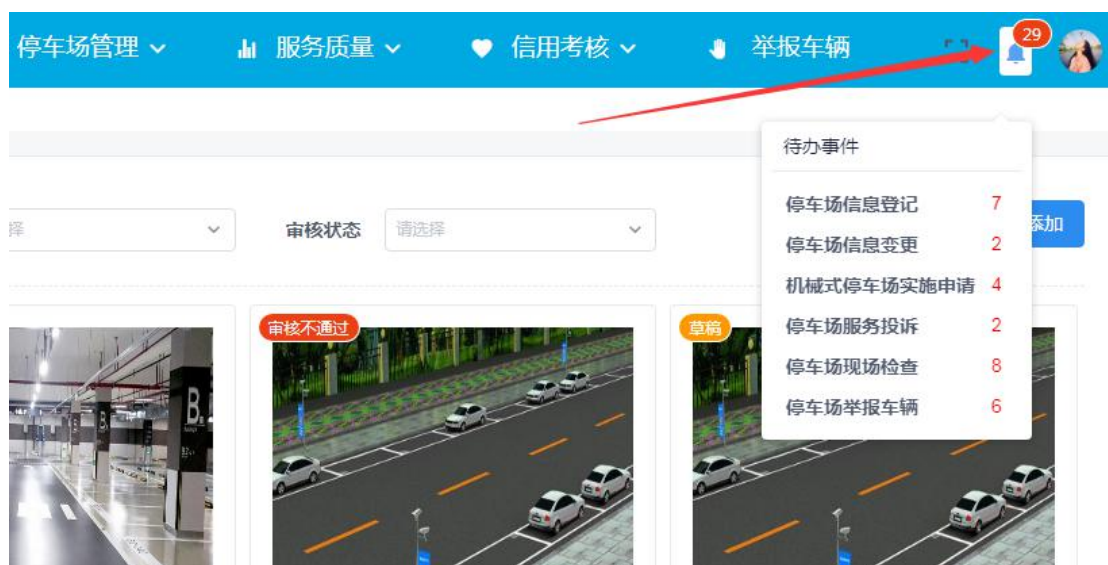 停车场管理
服务质量
信用考核
举报车辆
29
待办事件
停车场信息登记 7
择
审核状态
请选择
添加
停车场信息变更 2
机械式停车场实施申请 4
停车场服务投诉 2
停车场现场检查 8
停车场举报车辆 6
审核不通过
草稿
B